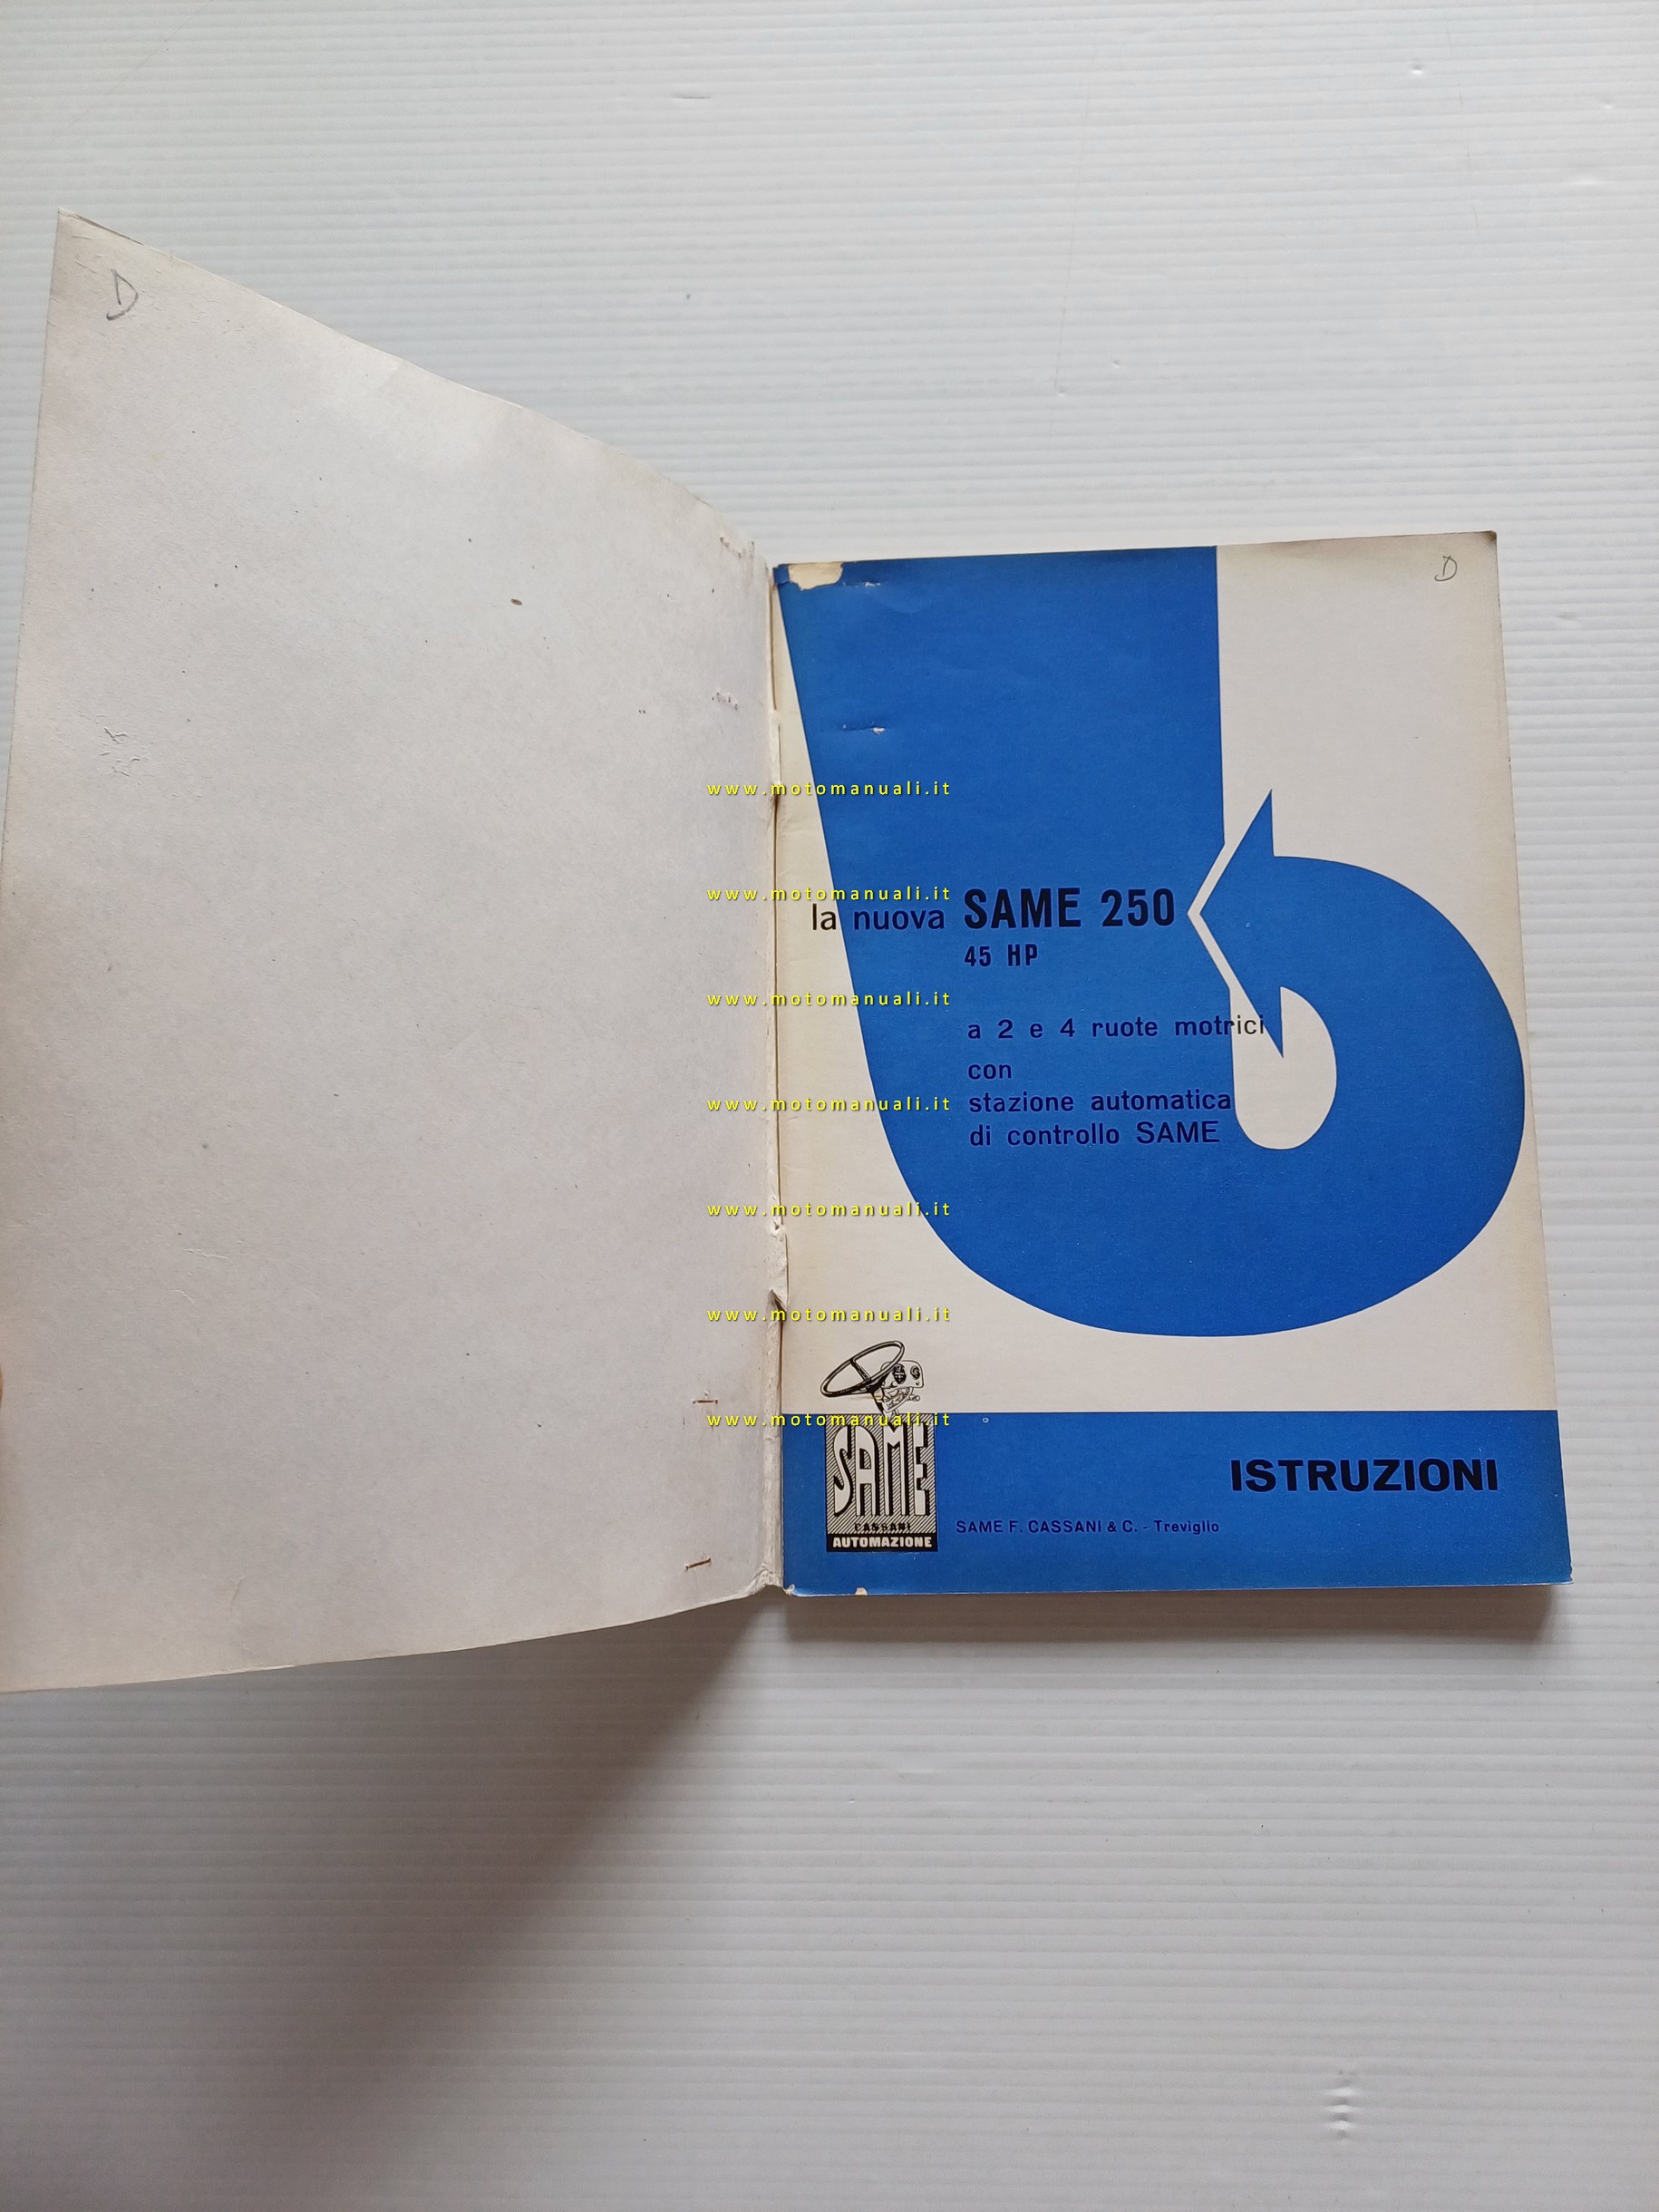 D
D
www.motomanuali.it
www.motomanuali.it
la nuova SAME 250
45 HP
www.motomanuali.it
a 2 e 4 ruote motrici
con
www.motomanuali.it
stazione automatica
di controllo SAME
www.motomanuali.it
www.motomanuali.it
www.motomanuali.it
SAME
CASSANI
AUTOMAZIONE
ISTRUZIONI
SAME F. CASSANI & C. - Treviglio